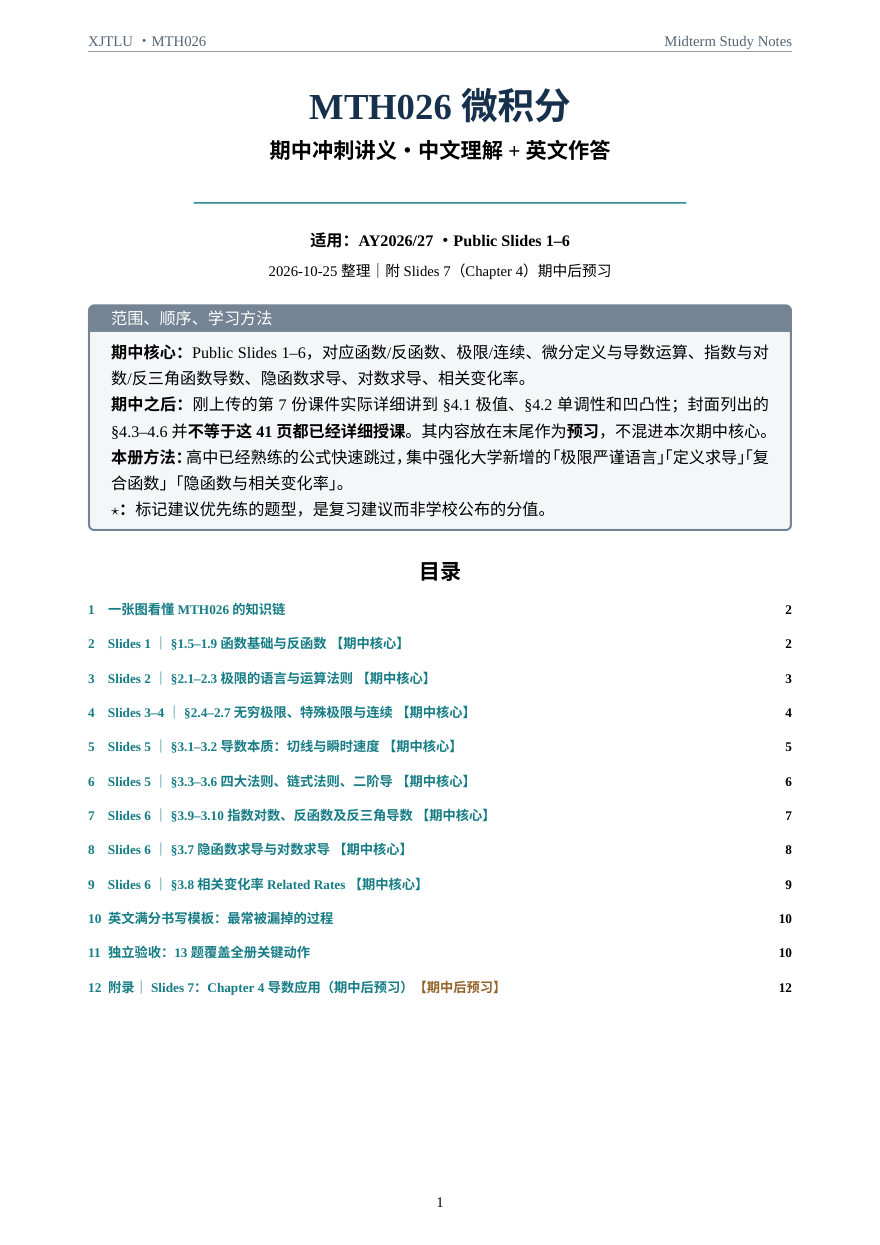 XJTLU ・MTH026 Midterm Study Notes
MTH026 微积分
期中冲刺讲义・中文理解 + 英文作答
适用：AY2026/27 ・Public Slides 1–6
2026-10-25 整理｜附 Slides 7（Chapter 4）期中后预习
范围、顺序、学习方法
期中核心：Public Slides 1–6，对应函数/反函数、极限/连续、微分定义与导数运算、指数与对
数/反三角函数导数、隐函数求导、对数求导、相关变化率。
期中之后：刚上传的第 7 份课件实际详细讲到 §4.1 极值、§4.2 单调性和凹凸性；封面列出的
§4.3–4.6 并不等于这 41 页都已经详细授课。其内容放在末尾作为预习，不混进本次期中核心。
本册方法：高中已经熟练的公式快速跳过，集中强化大学新增的「极限严谨语言」「定义求导」「复
合函数」「隐函数与相关变化率」。
⋆：标记建议优先练的题型，是复习建议而非学校公布的分值。
目录
1 一张图看懂 MTH026 的知识链 2
2 Slides 1｜§1.5–1.9 函数基础与反函数 【期中核心】 2
3 Slides 2｜§2.1–2.3 极限的语言与运算法则 【期中核心】 3
4 Slides 3–4｜§2.4–2.7 无穷极限、特殊极限与连续 【期中核心】 4
5 Slides 5｜§3.1–3.2 导数本质：切线与瞬时速度 【期中核心】 5
6 Slides 5｜§3.3–3.6 四大法则、链式法则、二阶导 【期中核心】 6
7 Slides 6｜§3.9–3.10 指数对数、反函数及反三角导数 【期中核心】 7
8 Slides 6｜§3.7 隐函数求导与对数求导 【期中核心】 8
9 Slides 6｜§3.8 相关变化率 Related Rates 【期中核心】 9
10 英文满分书写模板：最常被漏掉的过程 10
11 独立验收：13 题覆盖全册关键动作 10
12 附录｜Slides 7：Chapter 4 导数应用（期中后预习）【期中后预习】 12
1